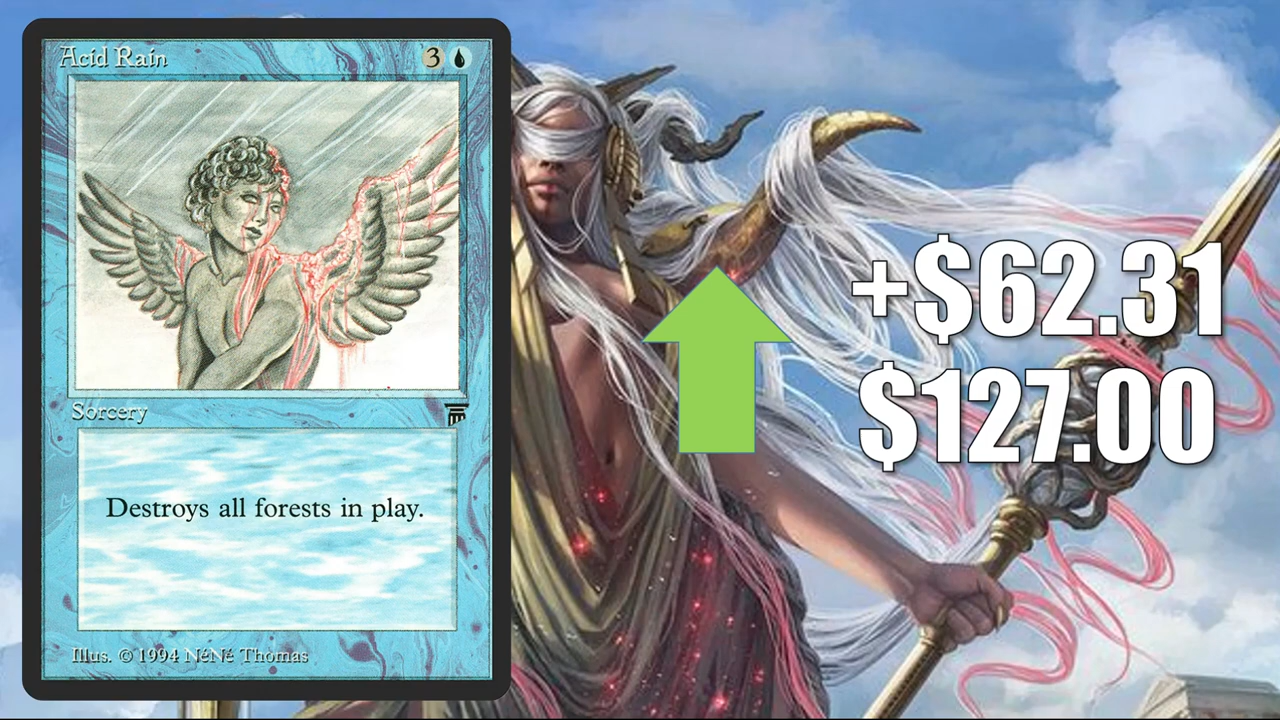 Acid Rain
3
Sorcery
Destroys all forests in play.
Illus. © 1994 NéNé Thomas
+$62.31
$127.00